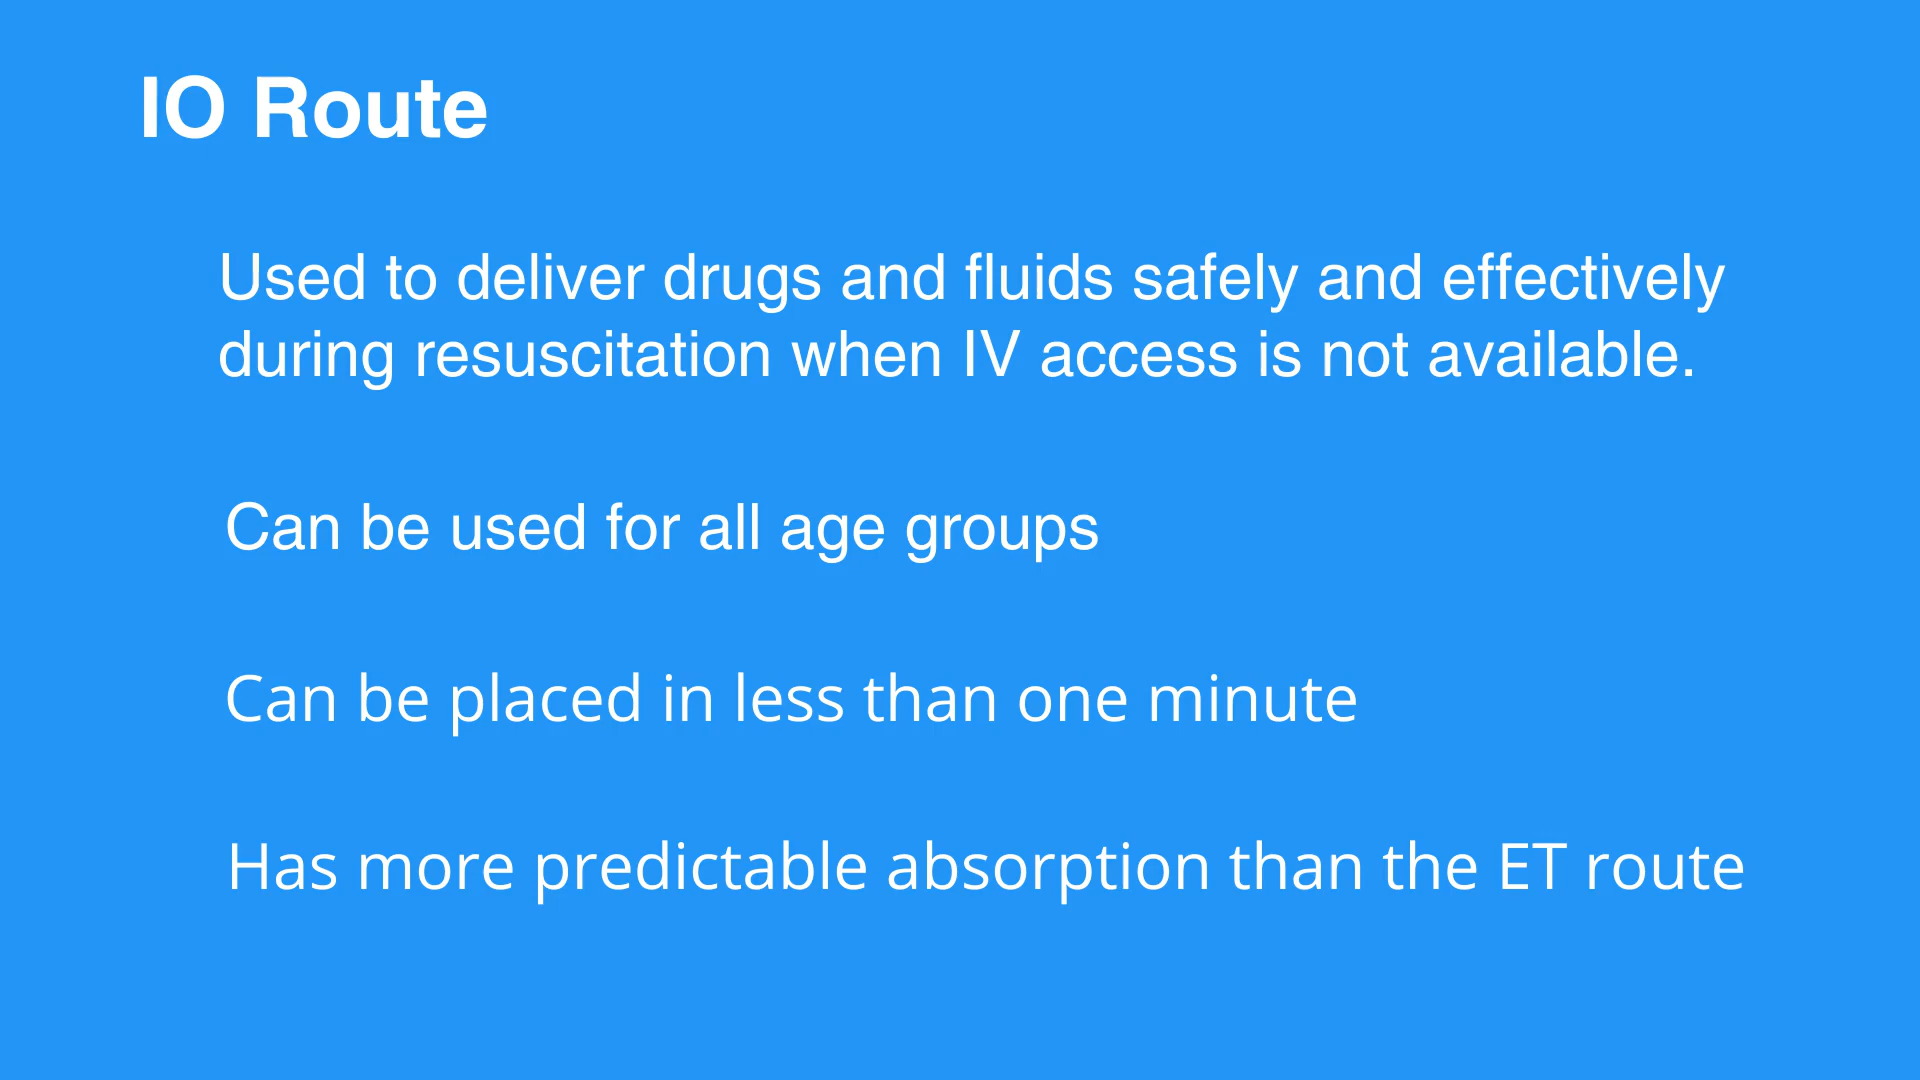 IO Route
Used to deliver drugs and fluids safely and effectively
during resuscitation when IV access is not available.
Can be used for all age groups
Can be placed in less than one minute
Has more predictable absorption than the ET route